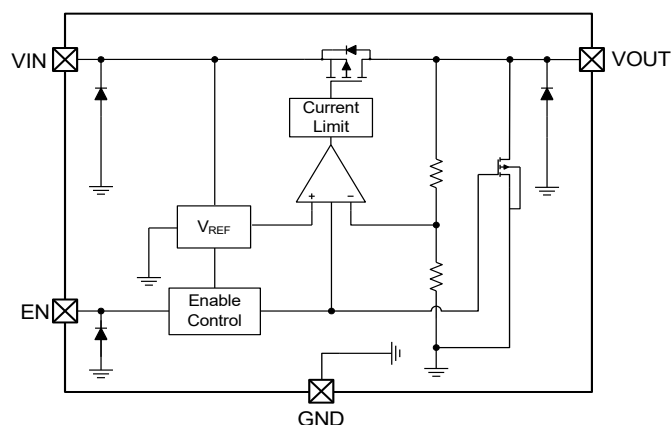 VIN
VOUT
Current
Limit
+
−
VREF
EN
Enable
Control
GND